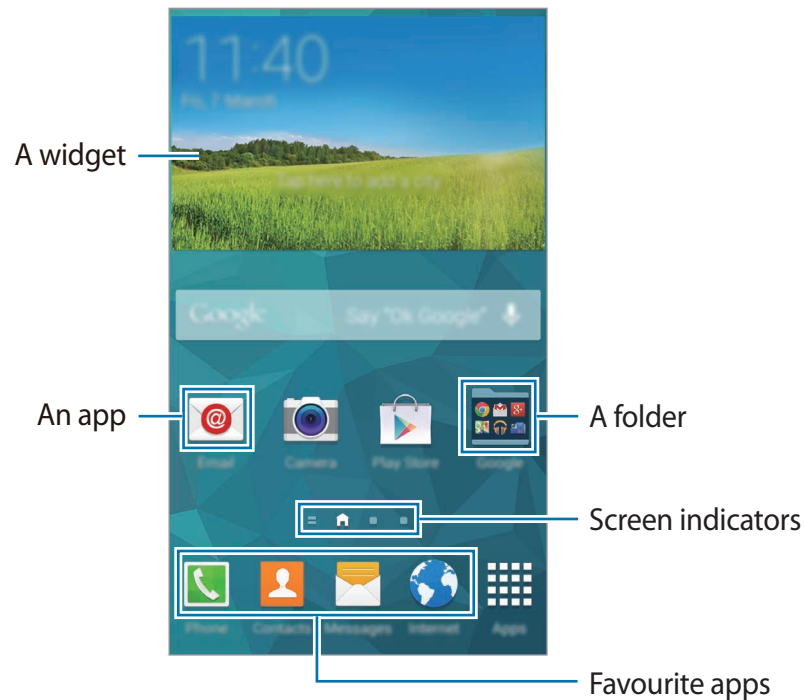 11:40
Fri, 7 March
A widget
Tap here to add a city
Google Say "Ok Google"
An app
A folder
Email Camera Play Store Google
Screen indicators
Phone Contacts Messages Internet Apps
Favourite apps